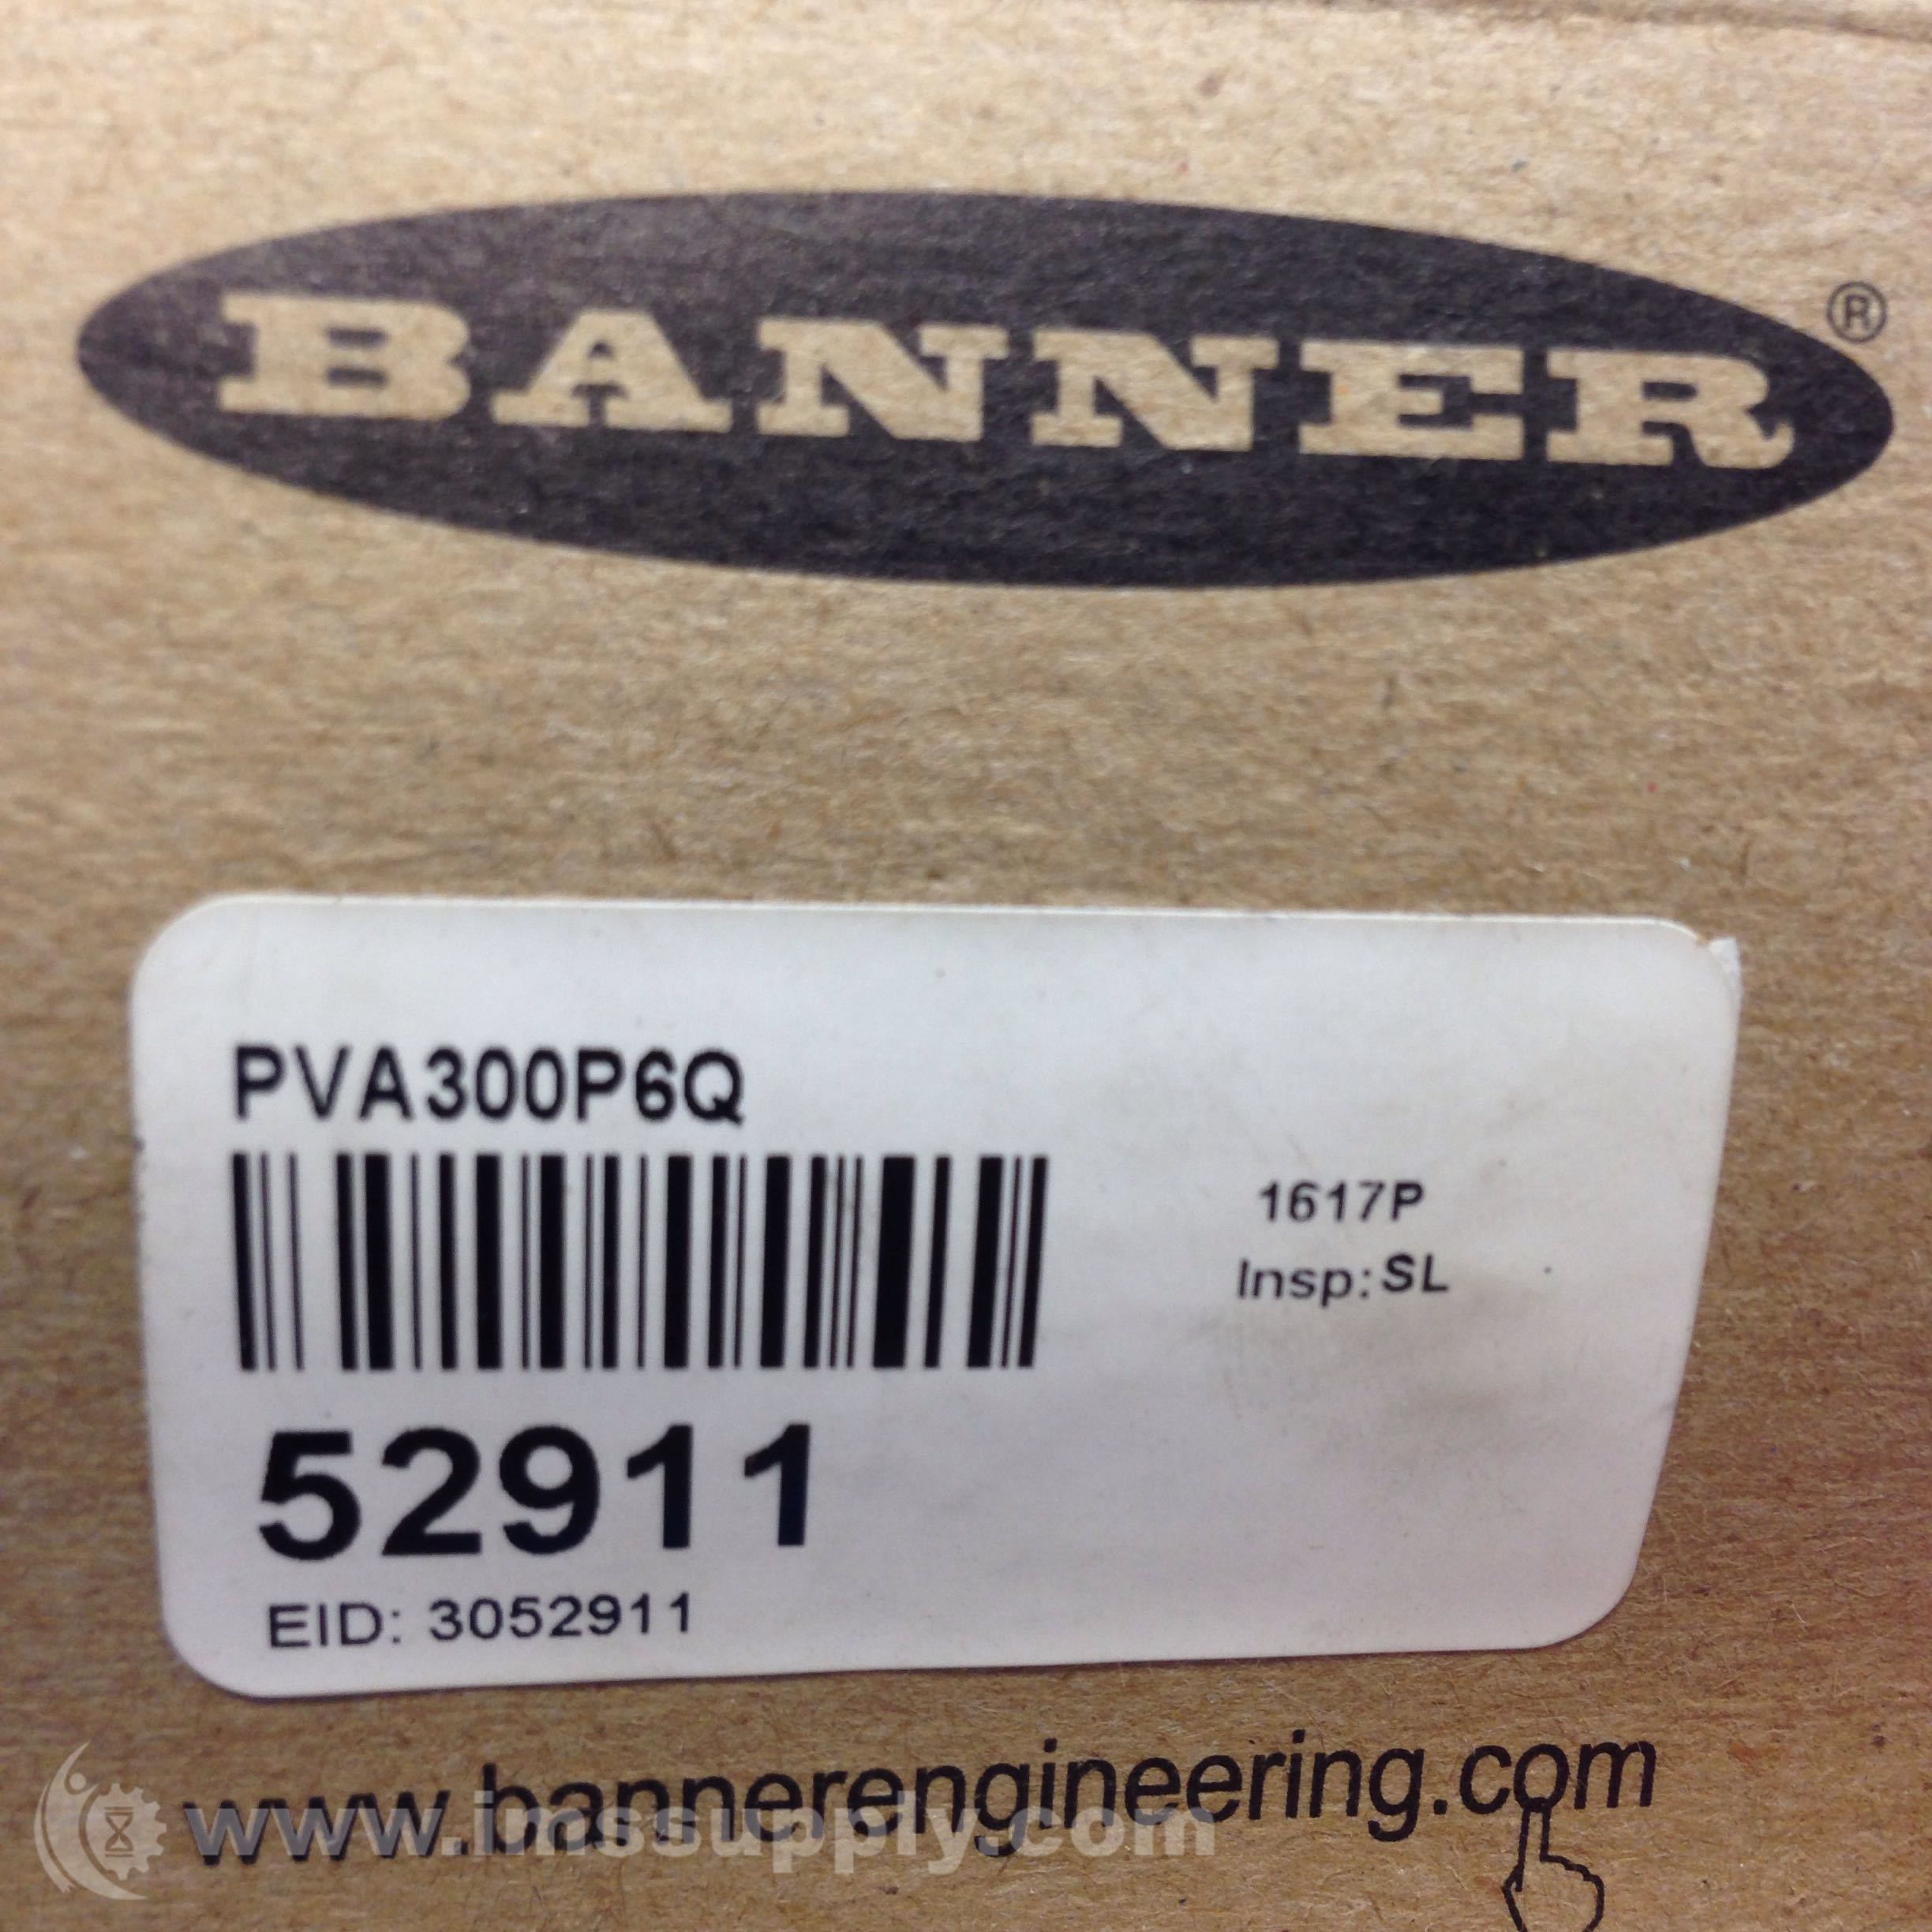 BANNER®
PVA300P6Q
1617P
Insp: SL
52911
EID: 3052911
www.bannerengineering.com
www.imssupply.com